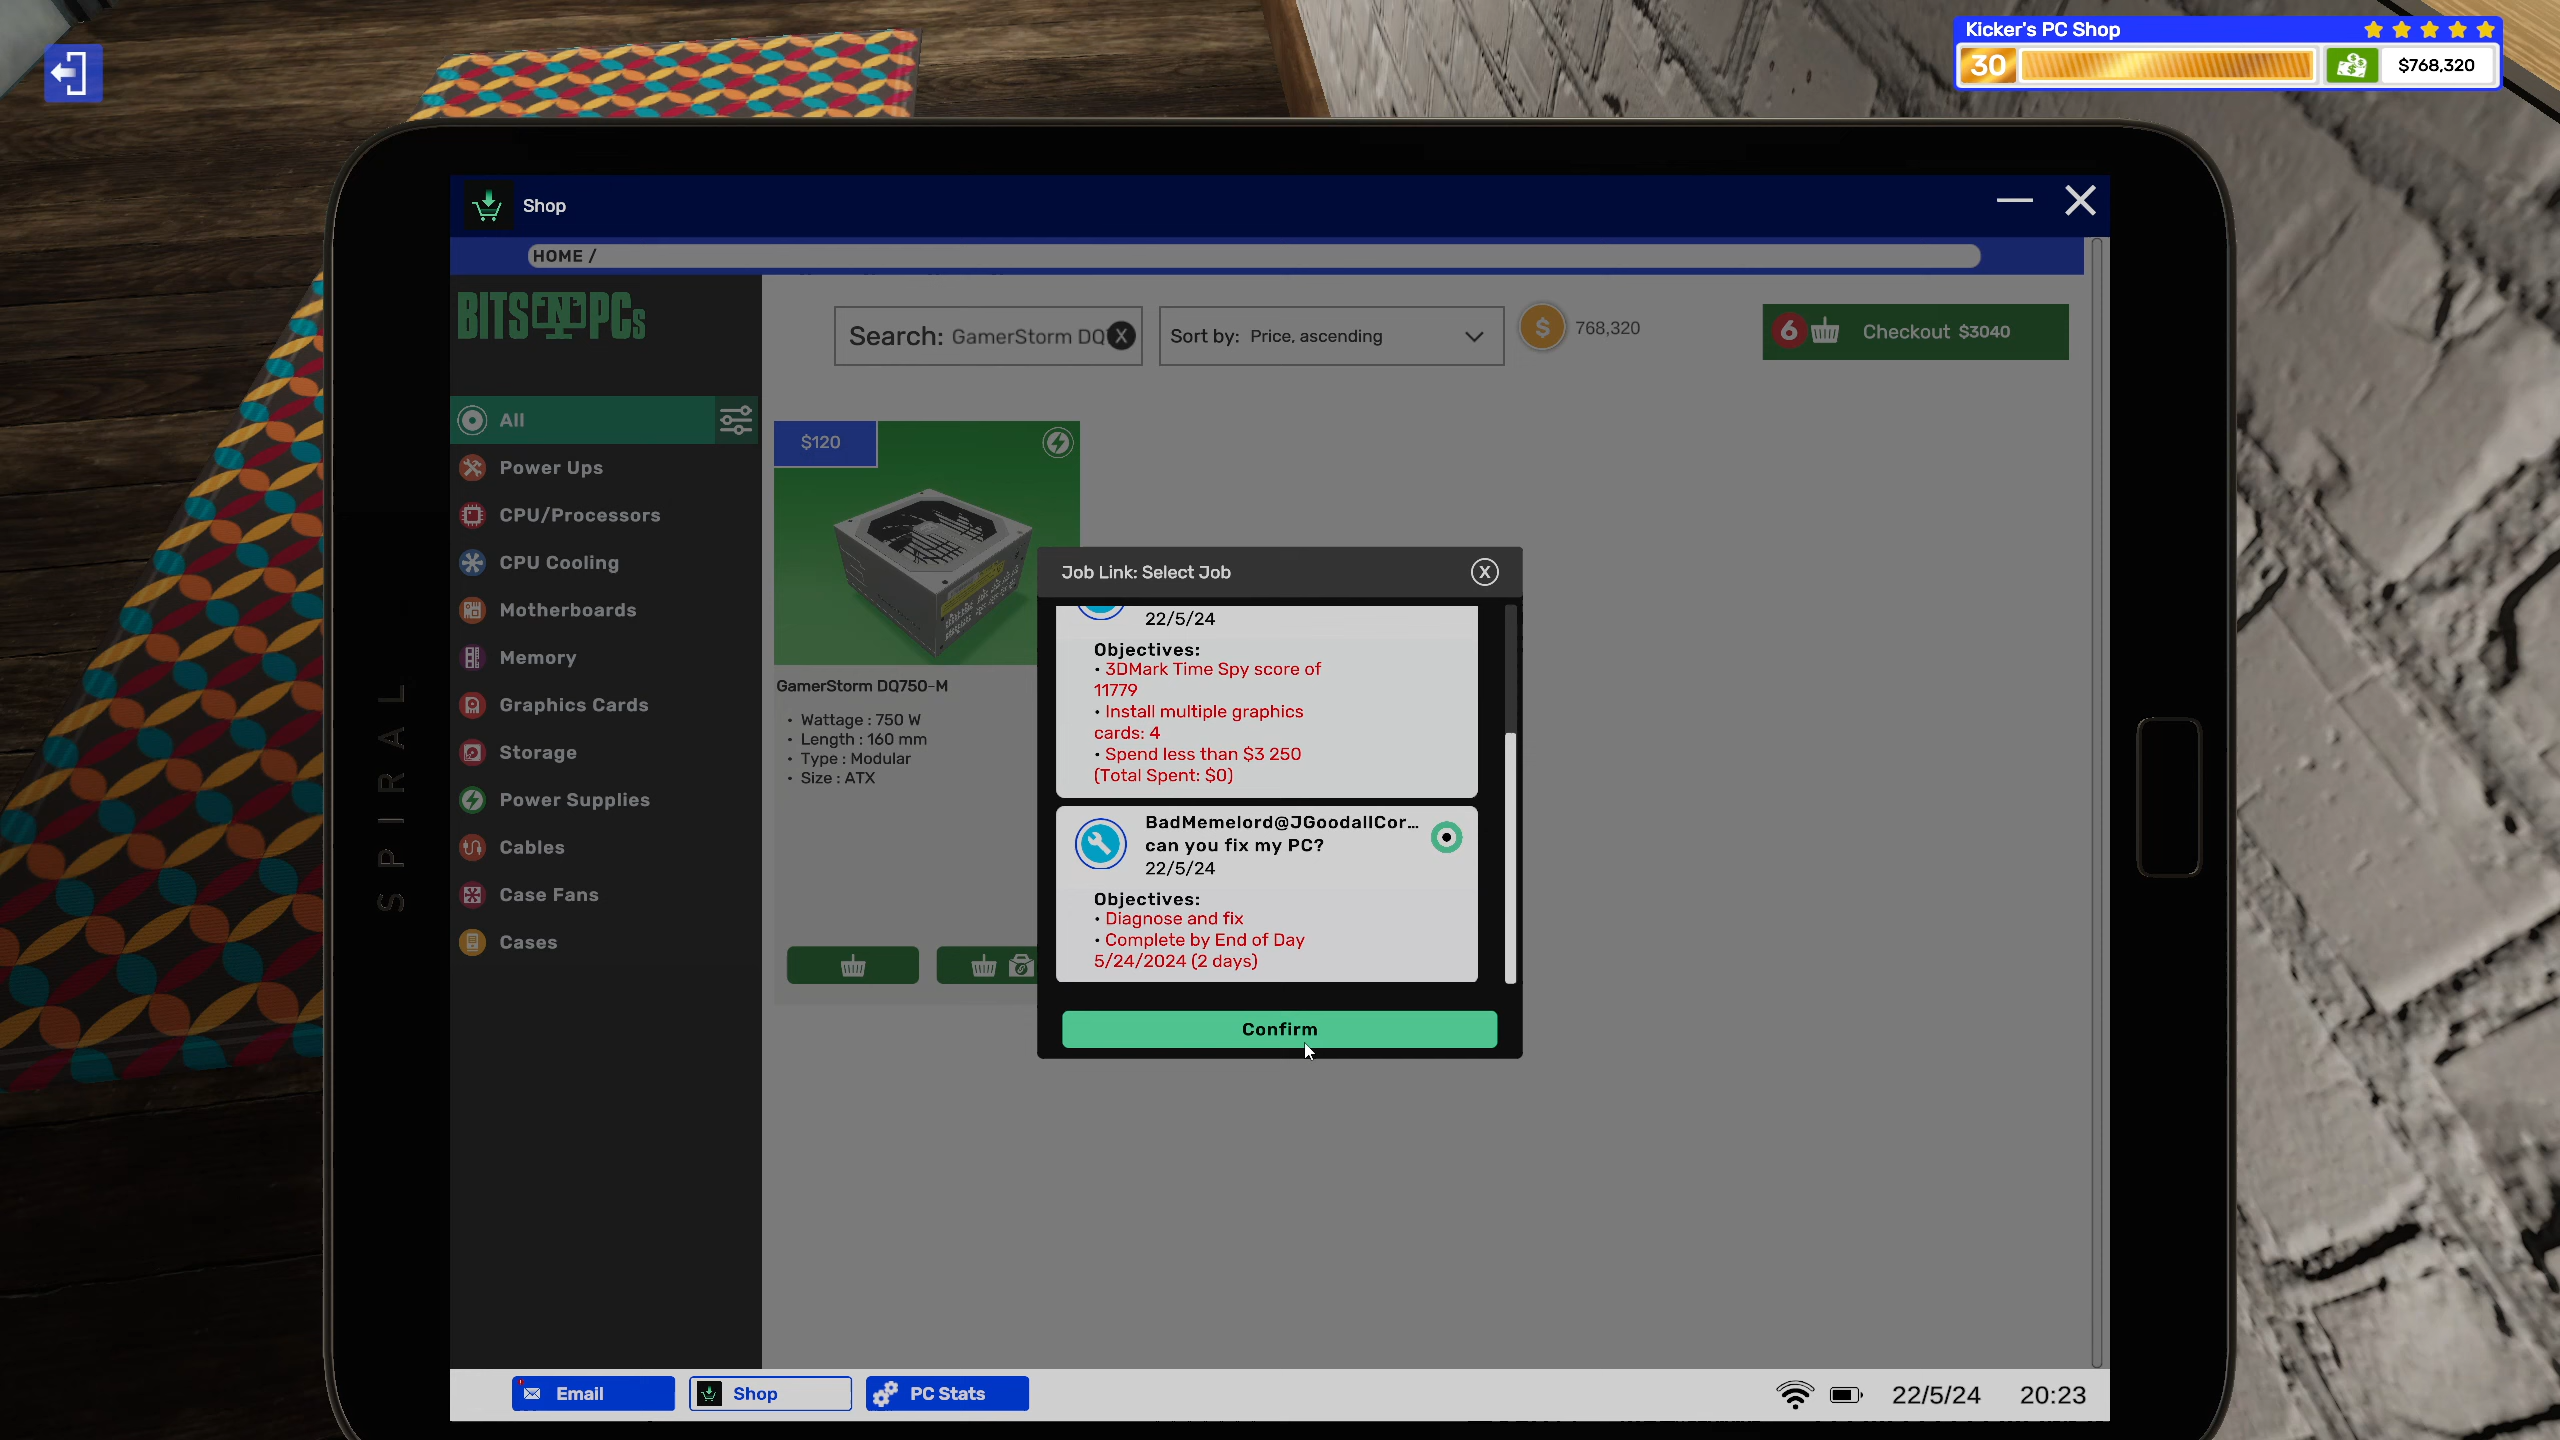 Kicker's PC Shop
30
$768,320
Shop
HOME /
BITS N PCs
Search: GamerStorm DQ
X
Sort by: Price, ascending
$
768,320
6
Checkout $3040
All
Power Ups
CPU/Processors
CPU Cooling
Motherboards
Memory
Graphics Cards
Storage
Power Supplies
Cables
Case Fans
Cases
$120
GamerStorm DQ750-M
• Wattage : 750 W
• Length : 160 mm
• Type : Modular
• Size : ATX
Job Link: Select Job
X
22/5/24
Objectives:
• 3DMark Time Spy score of
11779
• Install multiple graphics
cards: 4
• Spend less than $3 250
(Total Spent: $0)
BadMemelord@JGoodallCor...
can you fix my PC?
22/5/24
Objectives:
• Diagnose and fix
• Complete by End of Day
5/24/2024 (2 days)
Confirm
SPIRAL
Email
Shop
PC Stats
22/5/24
20:23